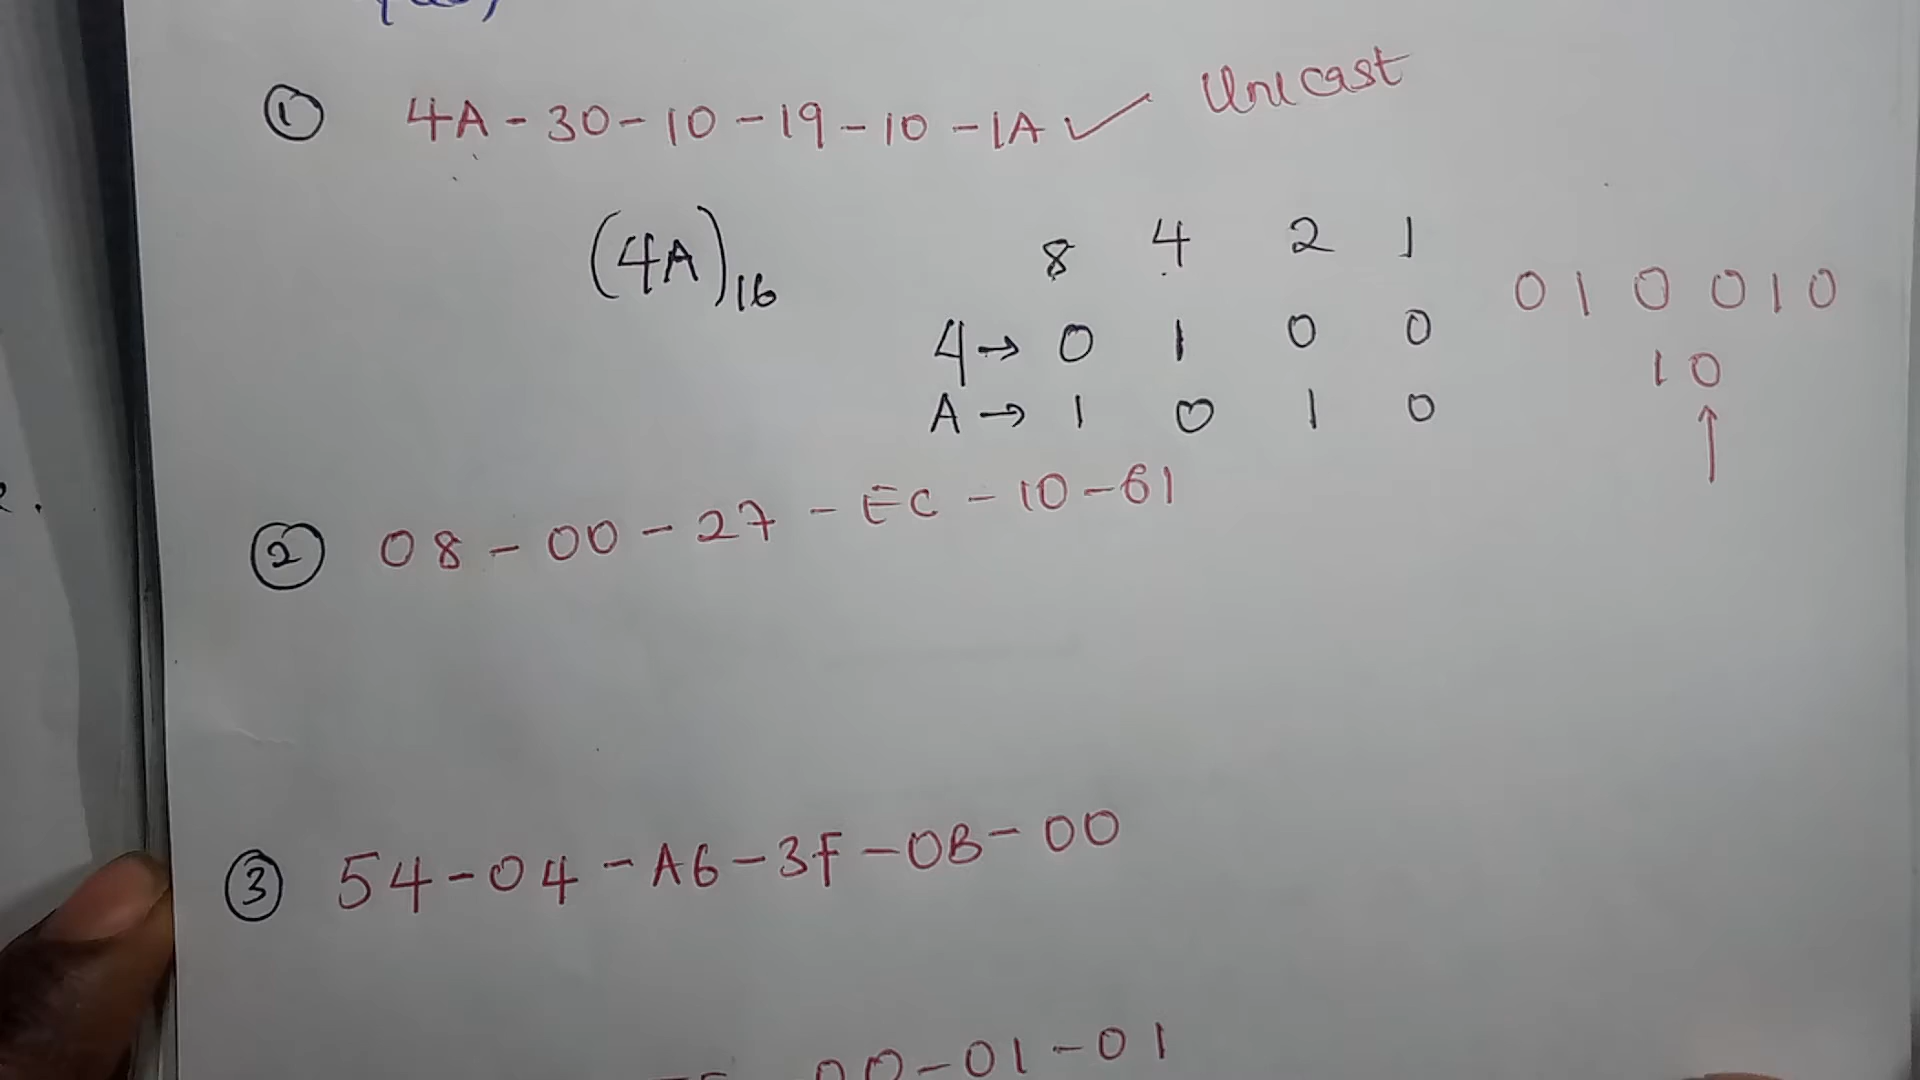 ① 4A-30-10-19-10-1A ✓ Unicast
(4A)16
8 4 2 1
4→ 0 1 0 0
A→ 1 0 1 0
0 1 0 0 1 0
1 0
↑
② 08-00-27-EC-10-61
③ 54-04-A6-3F-0B-00
00-01-01